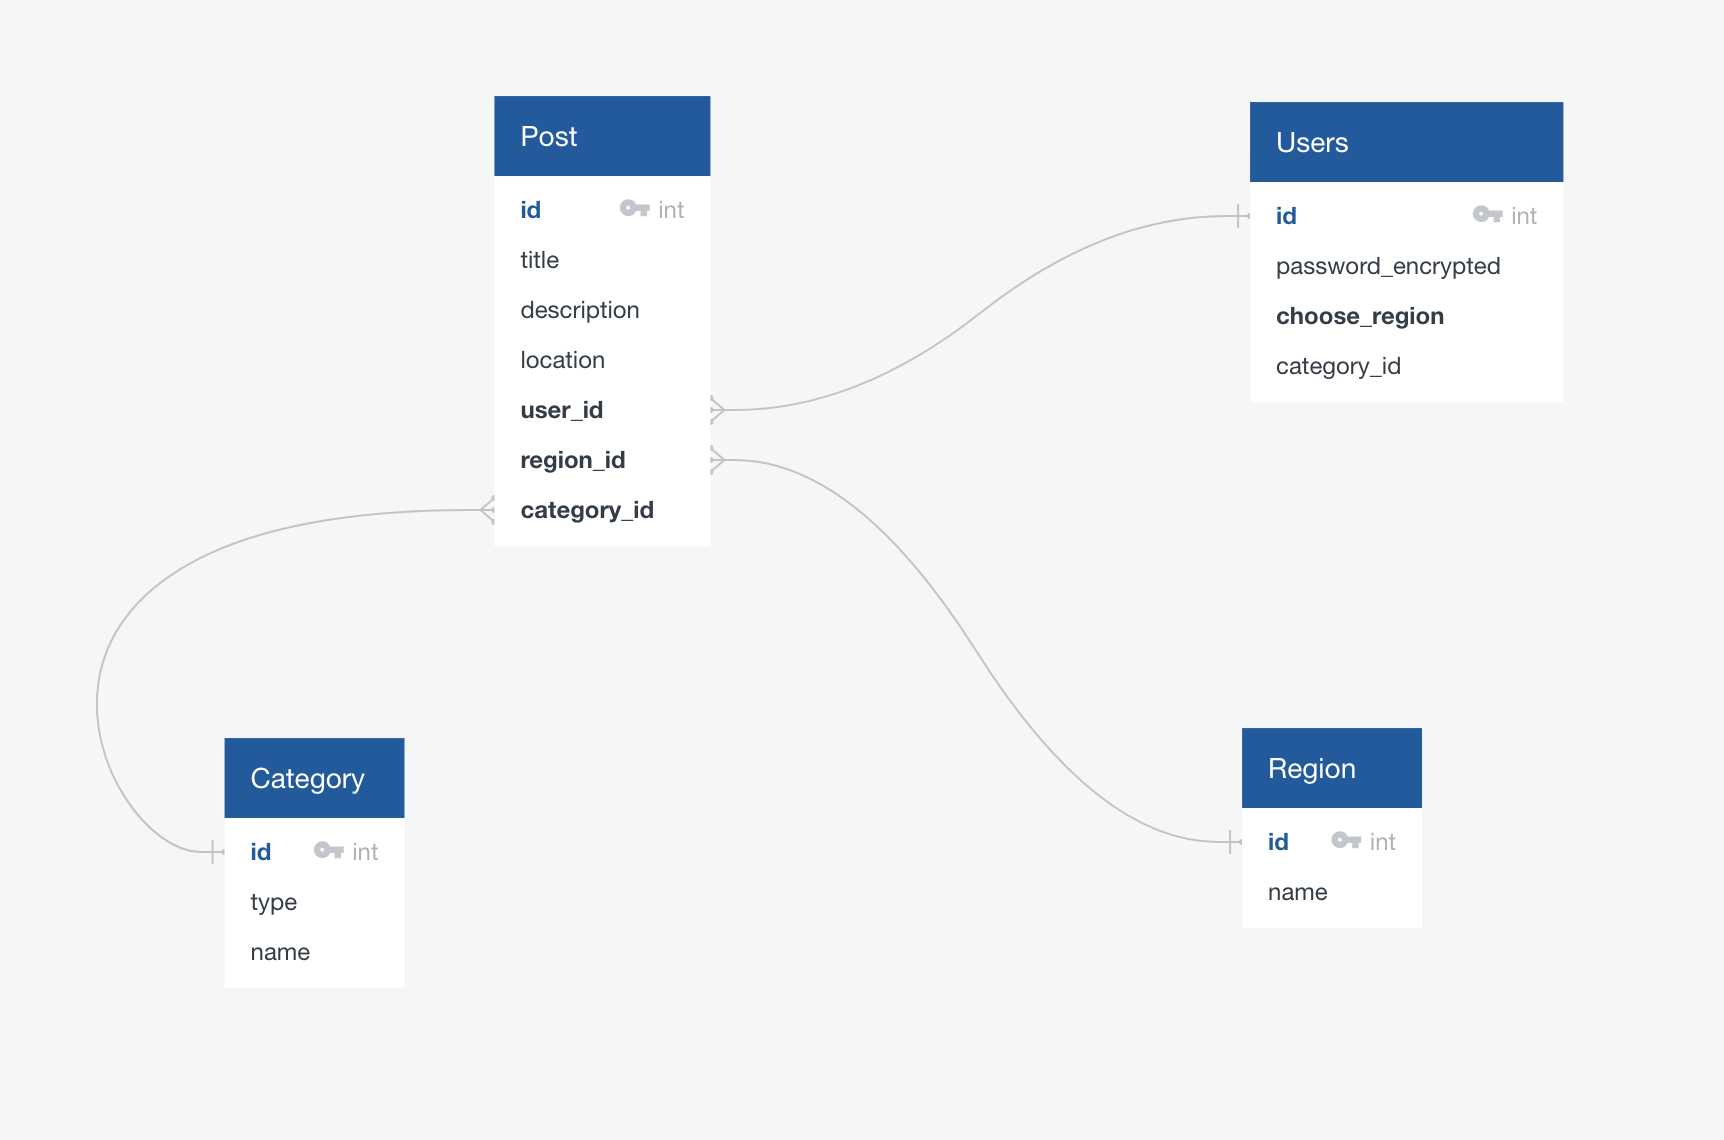 Post
id int
title
description
location
user_id
region_id
category_id
Users
id int
password_encrypted
choose_region
category_id
Category
id int
type
name
Region
id int
name